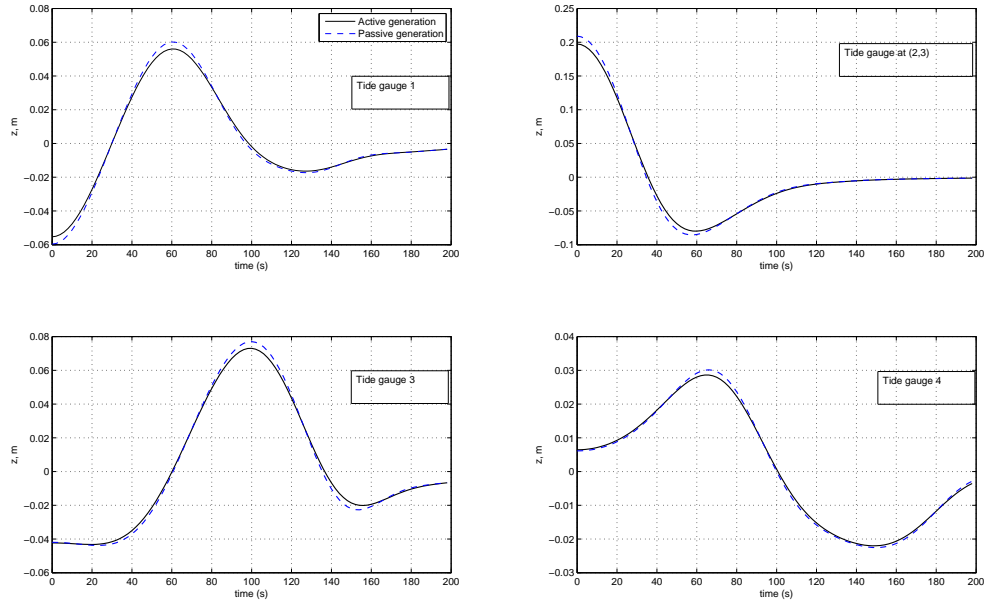 Active generation
Passive generation
Tide gauge 1
0.08
0.06
0.04
0.02
0
−0.02
−0.04
−0.06
z, m
0 20 40 60 80 100 120 140 160 180 200
time (s)
Tide gauge at (2,3)
0.25
0.2
0.15
0.1
0.05
0
−0.05
−0.1
z, m
0 20 40 60 80 100 120 140 160 180 200
time (s)
Tide gauge 3
0.08
0.06
0.04
0.02
0
−0.02
−0.04
−0.06
z, m
0 20 40 60 80 100 120 140 160 180 200
time (s)
Tide gauge 4
0.04
0.03
0.02
0.01
0
−0.01
−0.02
−0.03
z, m
0 20 40 60 80 100 120 140 160 180 200
time (s)